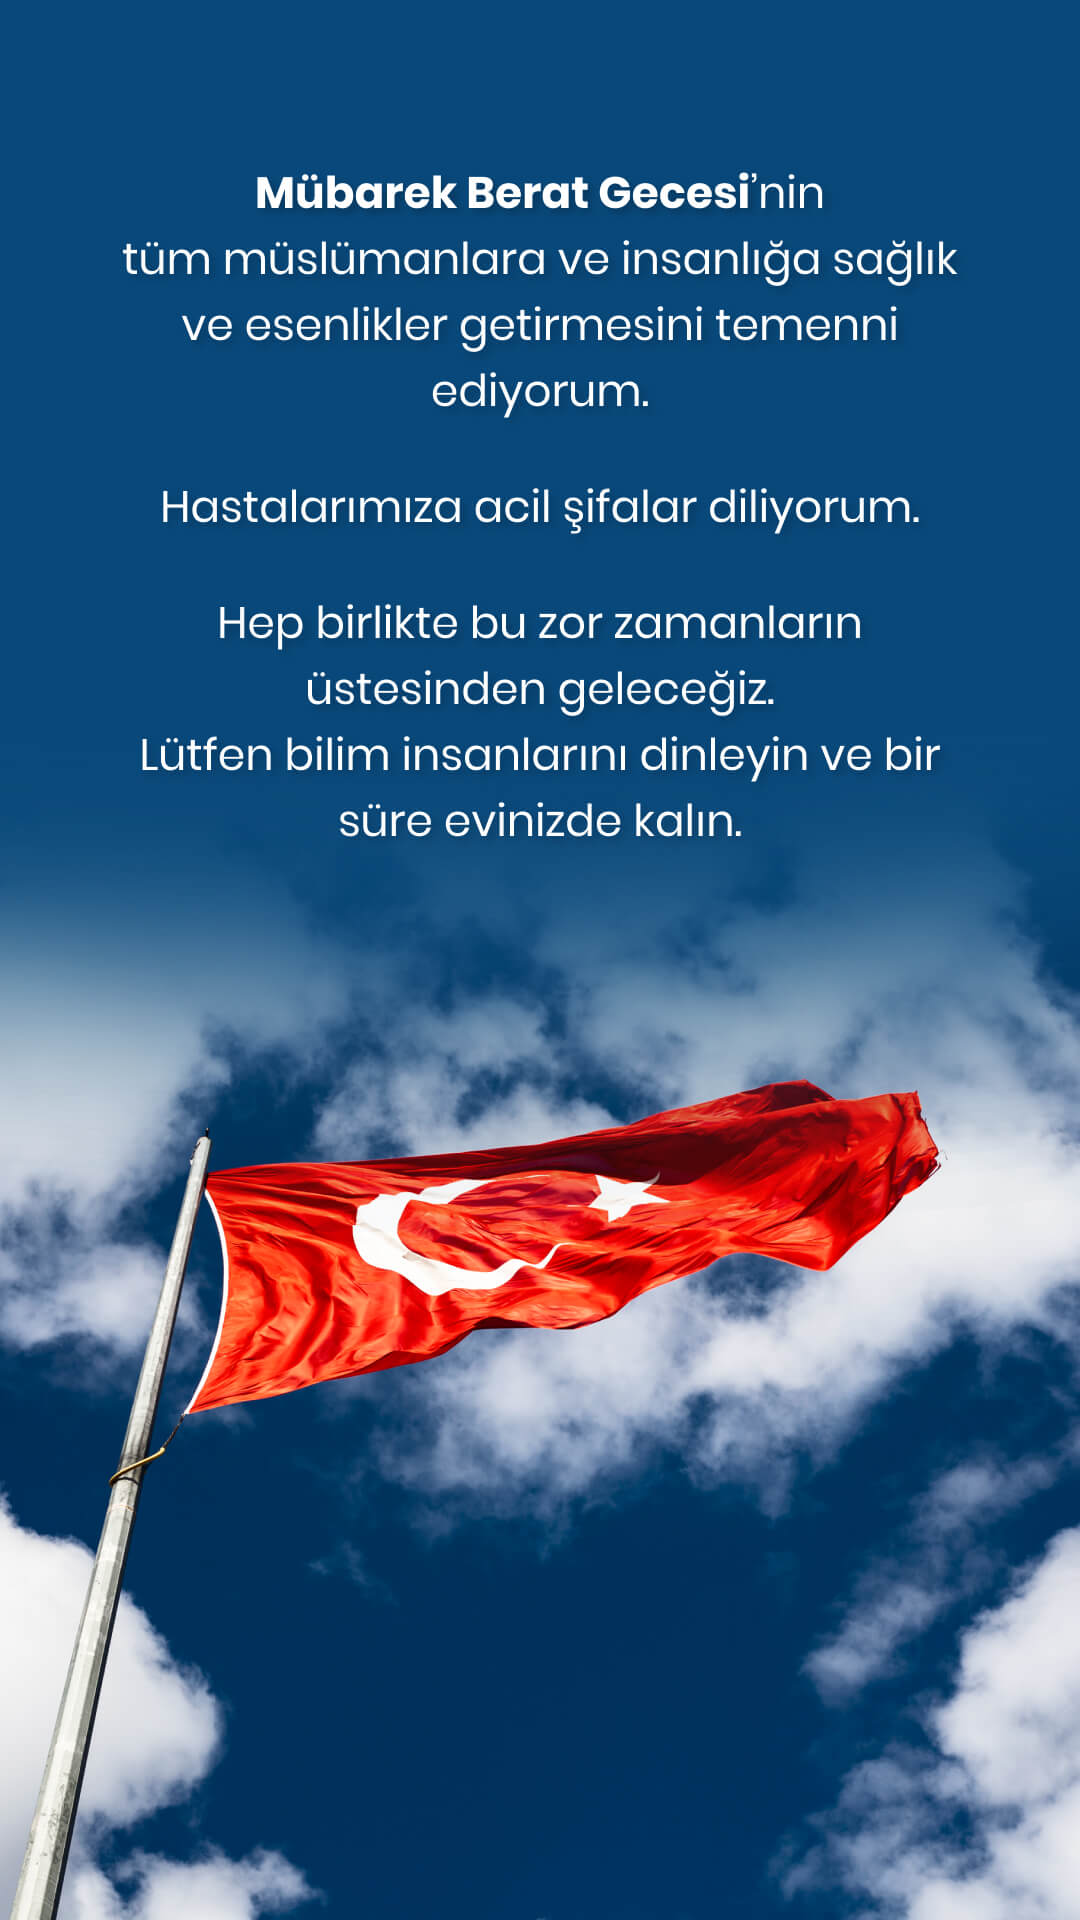 Mübarek Berat Gecesi’nin
tüm müslümanlara ve insanlığa sağlık
ve esenlikler getirmesini temenni
ediyorum.
Hastalarımıza acil şifalar diliyorum.
Hep birlikte bu zor zamanların
üstesinden geleceğiz.
Lütfen bilim insanlarını dinleyin ve bir
süre evinizde kalın.